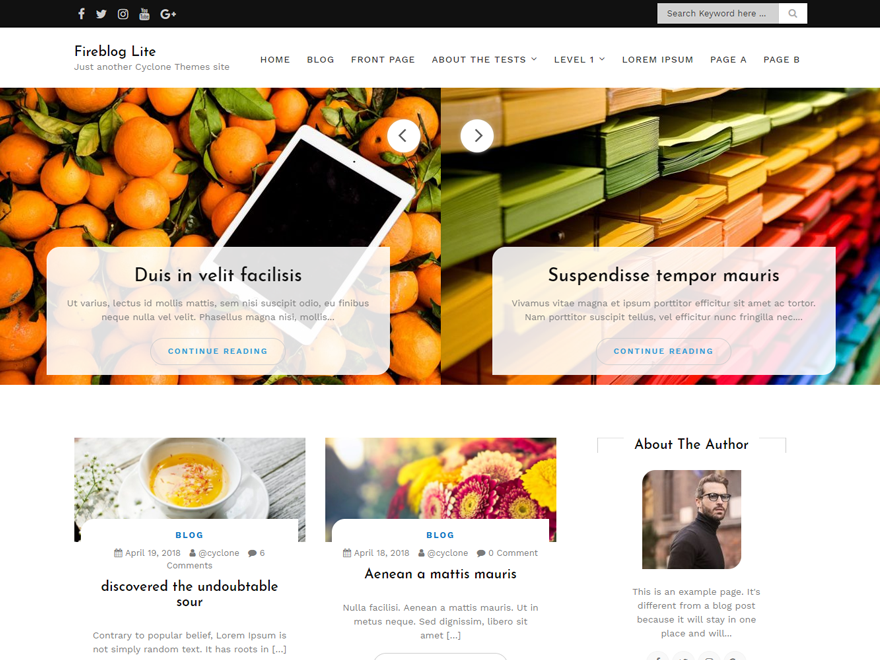 Search Keyword here ...
Fireblog Lite
Just another Cyclone Themes site
HOME BLOG FRONT PAGE ABOUT THE TESTS LEVEL 1 LOREM IPSUM PAGE A PAGE B
Duis in velit facilisis
Ut varius, lectus id mollis mattis, sem nisi suscipit odio, eu finibus
neque nulla vel velit. Phasellus magna nisi, mollis...
CONTINUE READING
Suspendisse tempor mauris
Vivamus vitae magna et ipsum porttitor efficitur sit amet ac tortor.
Nam porttitor suscipit tellus, vel efficitur nunc fringilla nec....
CONTINUE READING
BLOG
April 19, 2018 @cyclone 6
Comments
discovered the undoubtable
sour
Contrary to popular belief, Lorem Ipsum is
not simply random text. It has roots in [...]
BLOG
April 18, 2018 @cyclone 0 Comment
Aenean a mattis mauris
Nulla facilisi. Aenean a mattis mauris. Ut in
metus neque. Sed dignissim, libero sit
amet [...]
About The Author
This is an example page. It's
different from a blog post
because it will stay in one
place and will...